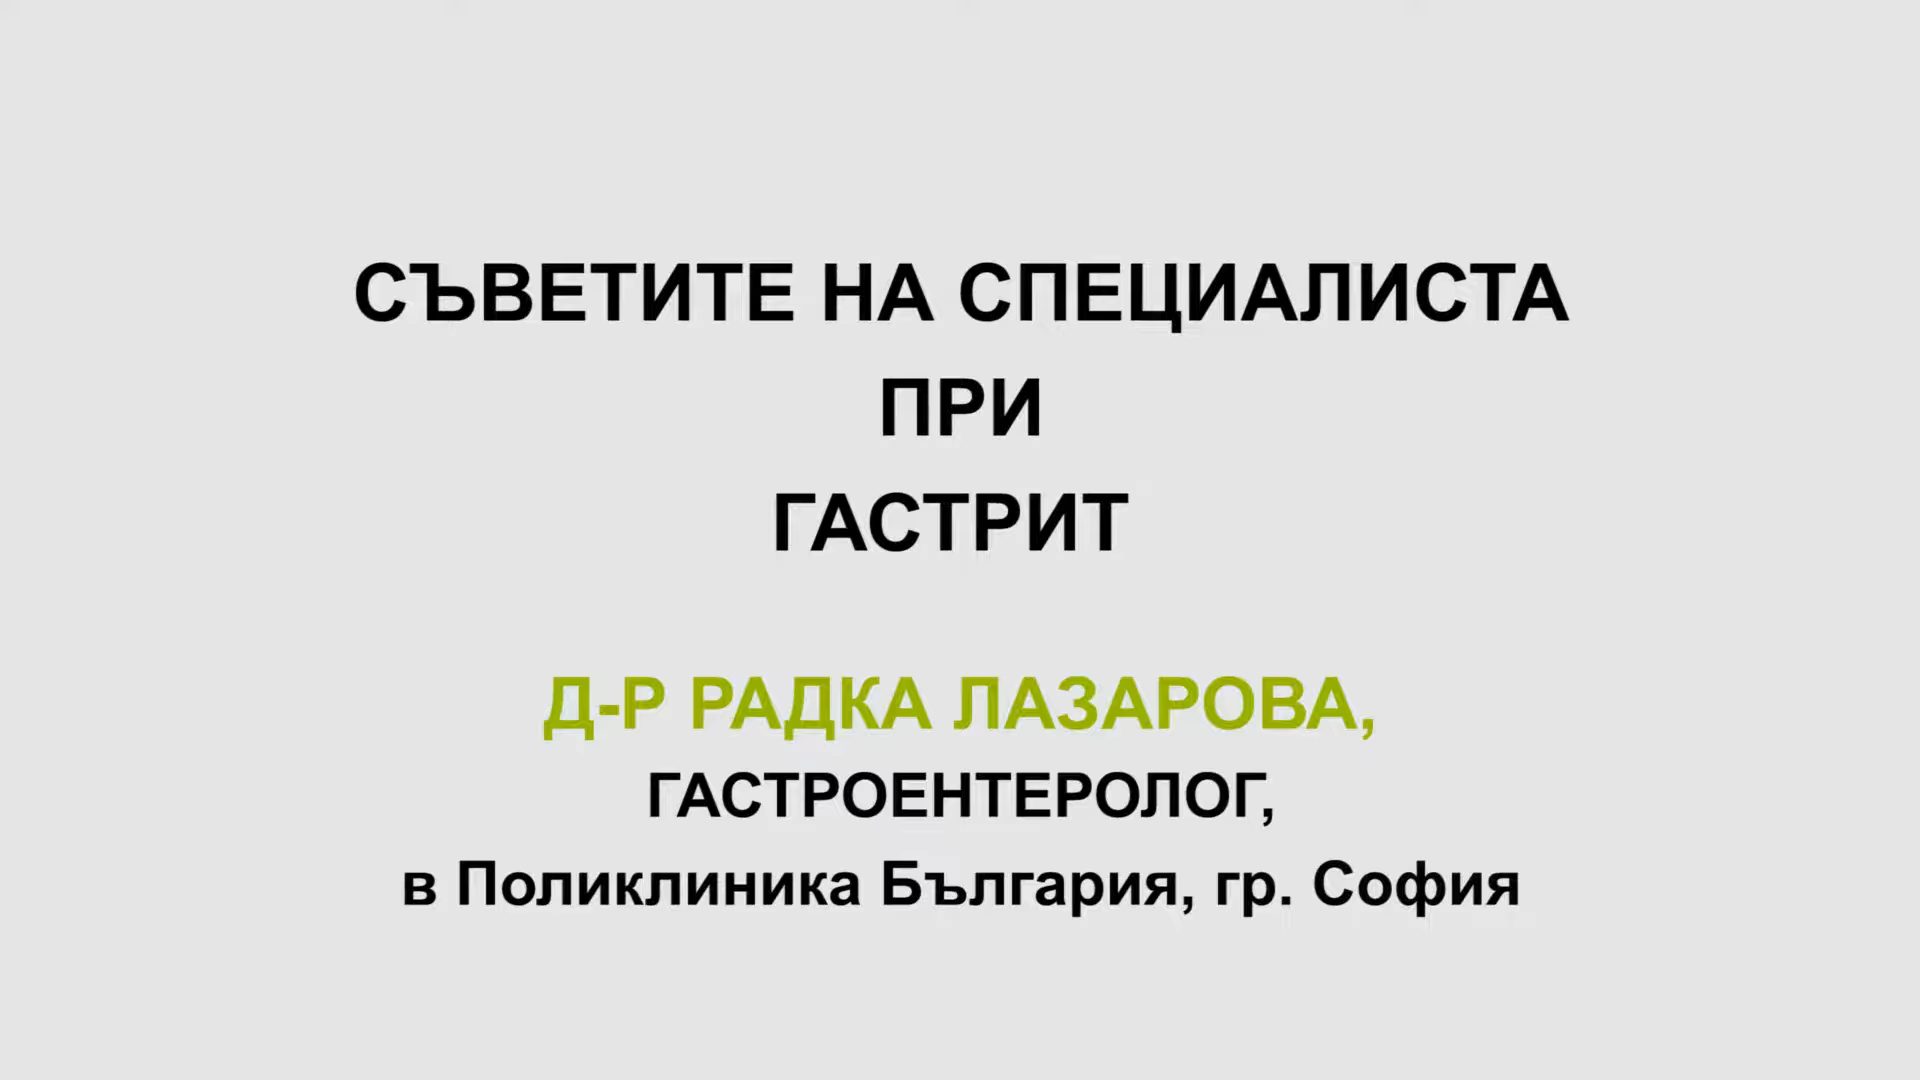 СЪВЕТИТЕ НА СПЕЦИАЛИСТА
ПРИ
ГАСТРИТ
Д-Р РАДКА ЛАЗАРОВА,
ГАСТРОЕНТЕРОЛОГ,
в Поликлиника България, гр. София